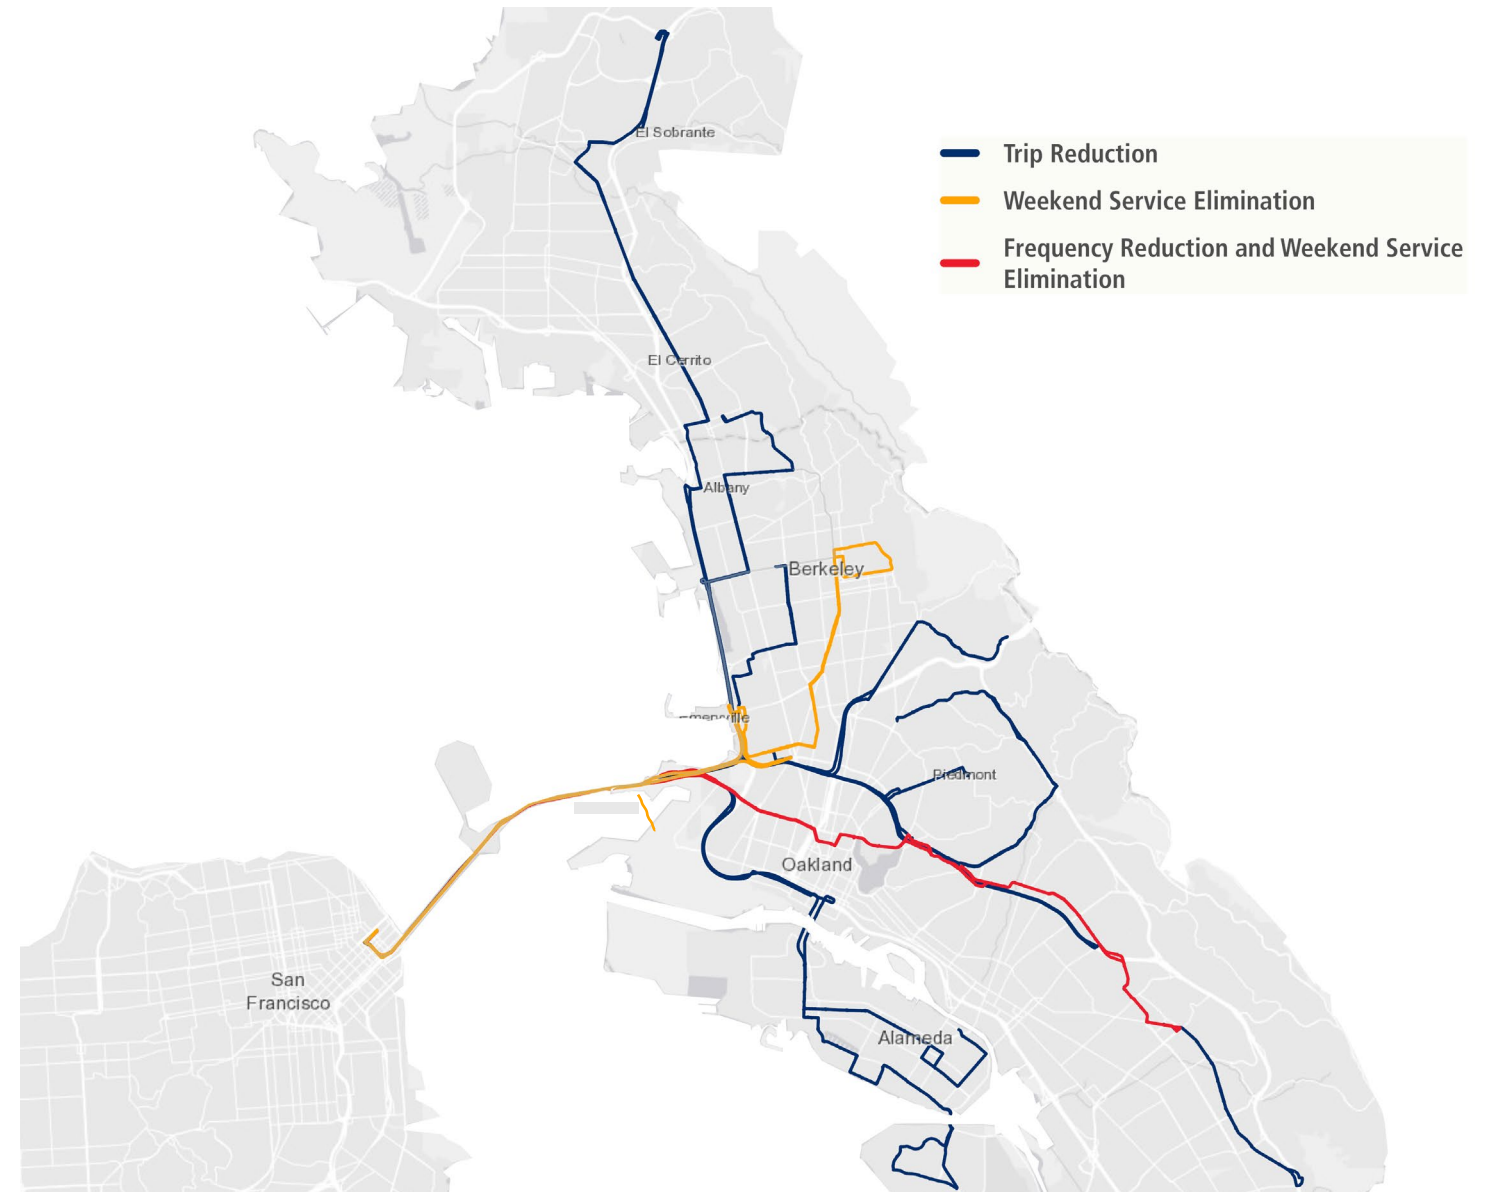 El Sobrante
Trip Reduction
Weekend Service Elimination
Frequency Reduction and Weekend Service
Elimination
El Cerrito
Albany
Berkeley
Emeryville
Piedmont
Oakland
San
Francisco
Alameda